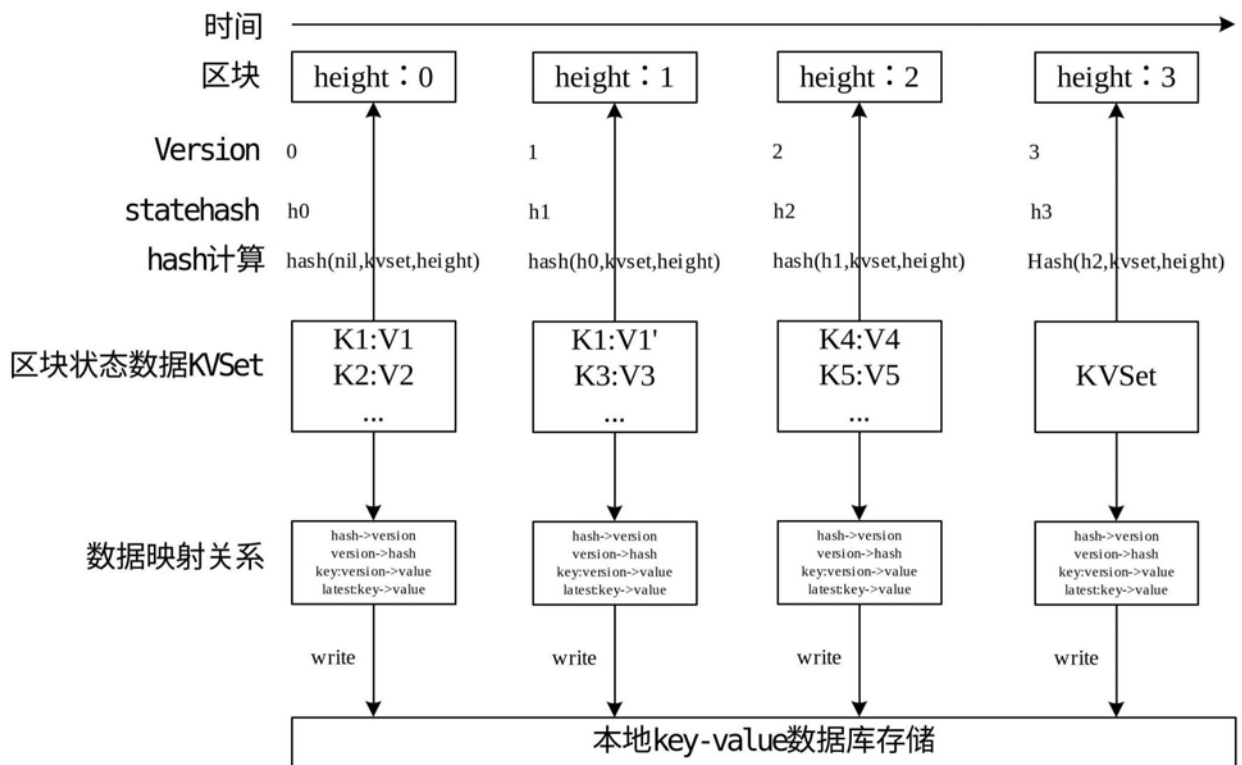 时间
区块 height：0 height：1 height：2 height：3
Version 0 1 2 3
statehash h0 h1 h2 h3
hash计算 hash(nil,kvset,height) hash(h0,kvset,height) hash(h1,kvset,height) Hash(h2,kvset,height)
区块状态数据KVSet
K1:V1
K2:V2
...
K1:V1'
K3:V3
...
K4:V4
K5:V5
...
KVSet
数据映射关系
hash->version
version->hash
key:version->value
latest:key->value
hash->version
version->hash
key:version->value
latest:key->value
hash->version
version->hash
key:version->value
latest:key->value
hash->version
version->hash
key:version->value
latest:key->value
write write write write
本地key-value数据库存储